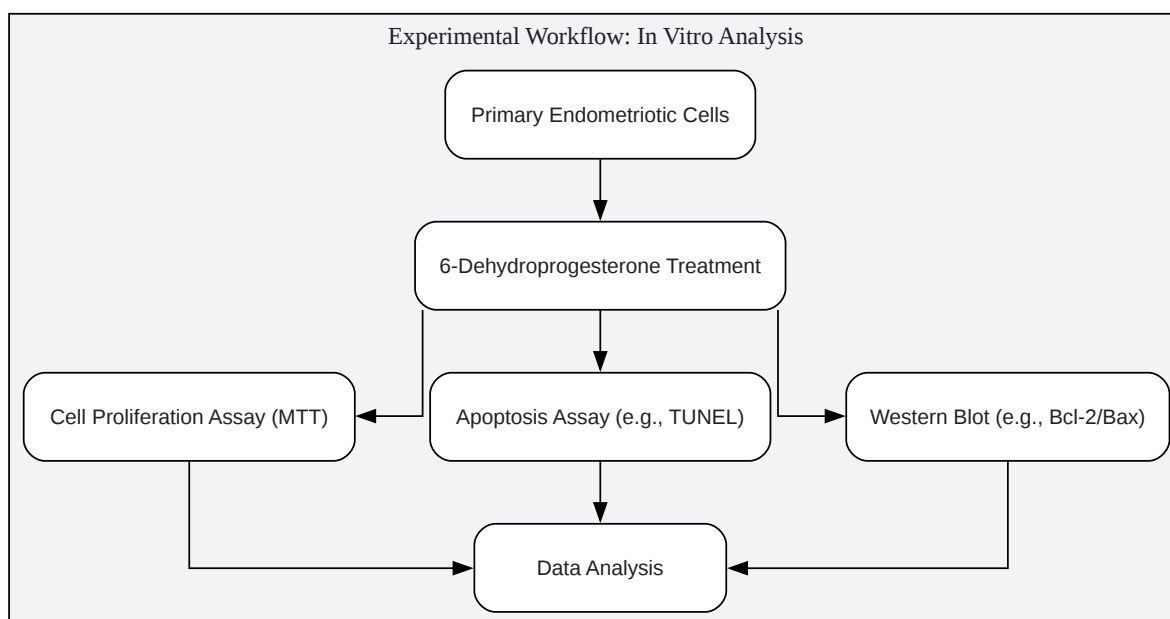 Experimental Workflow: In Vitro Analysis
Primary Endometriotic Cells
6-Dehydroprogesterone Treatment
Cell Proliferation Assay (MTT)
Apoptosis Assay (e.g., TUNEL)
Western Blot (e.g., Bcl-2/Bax)
Data Analysis